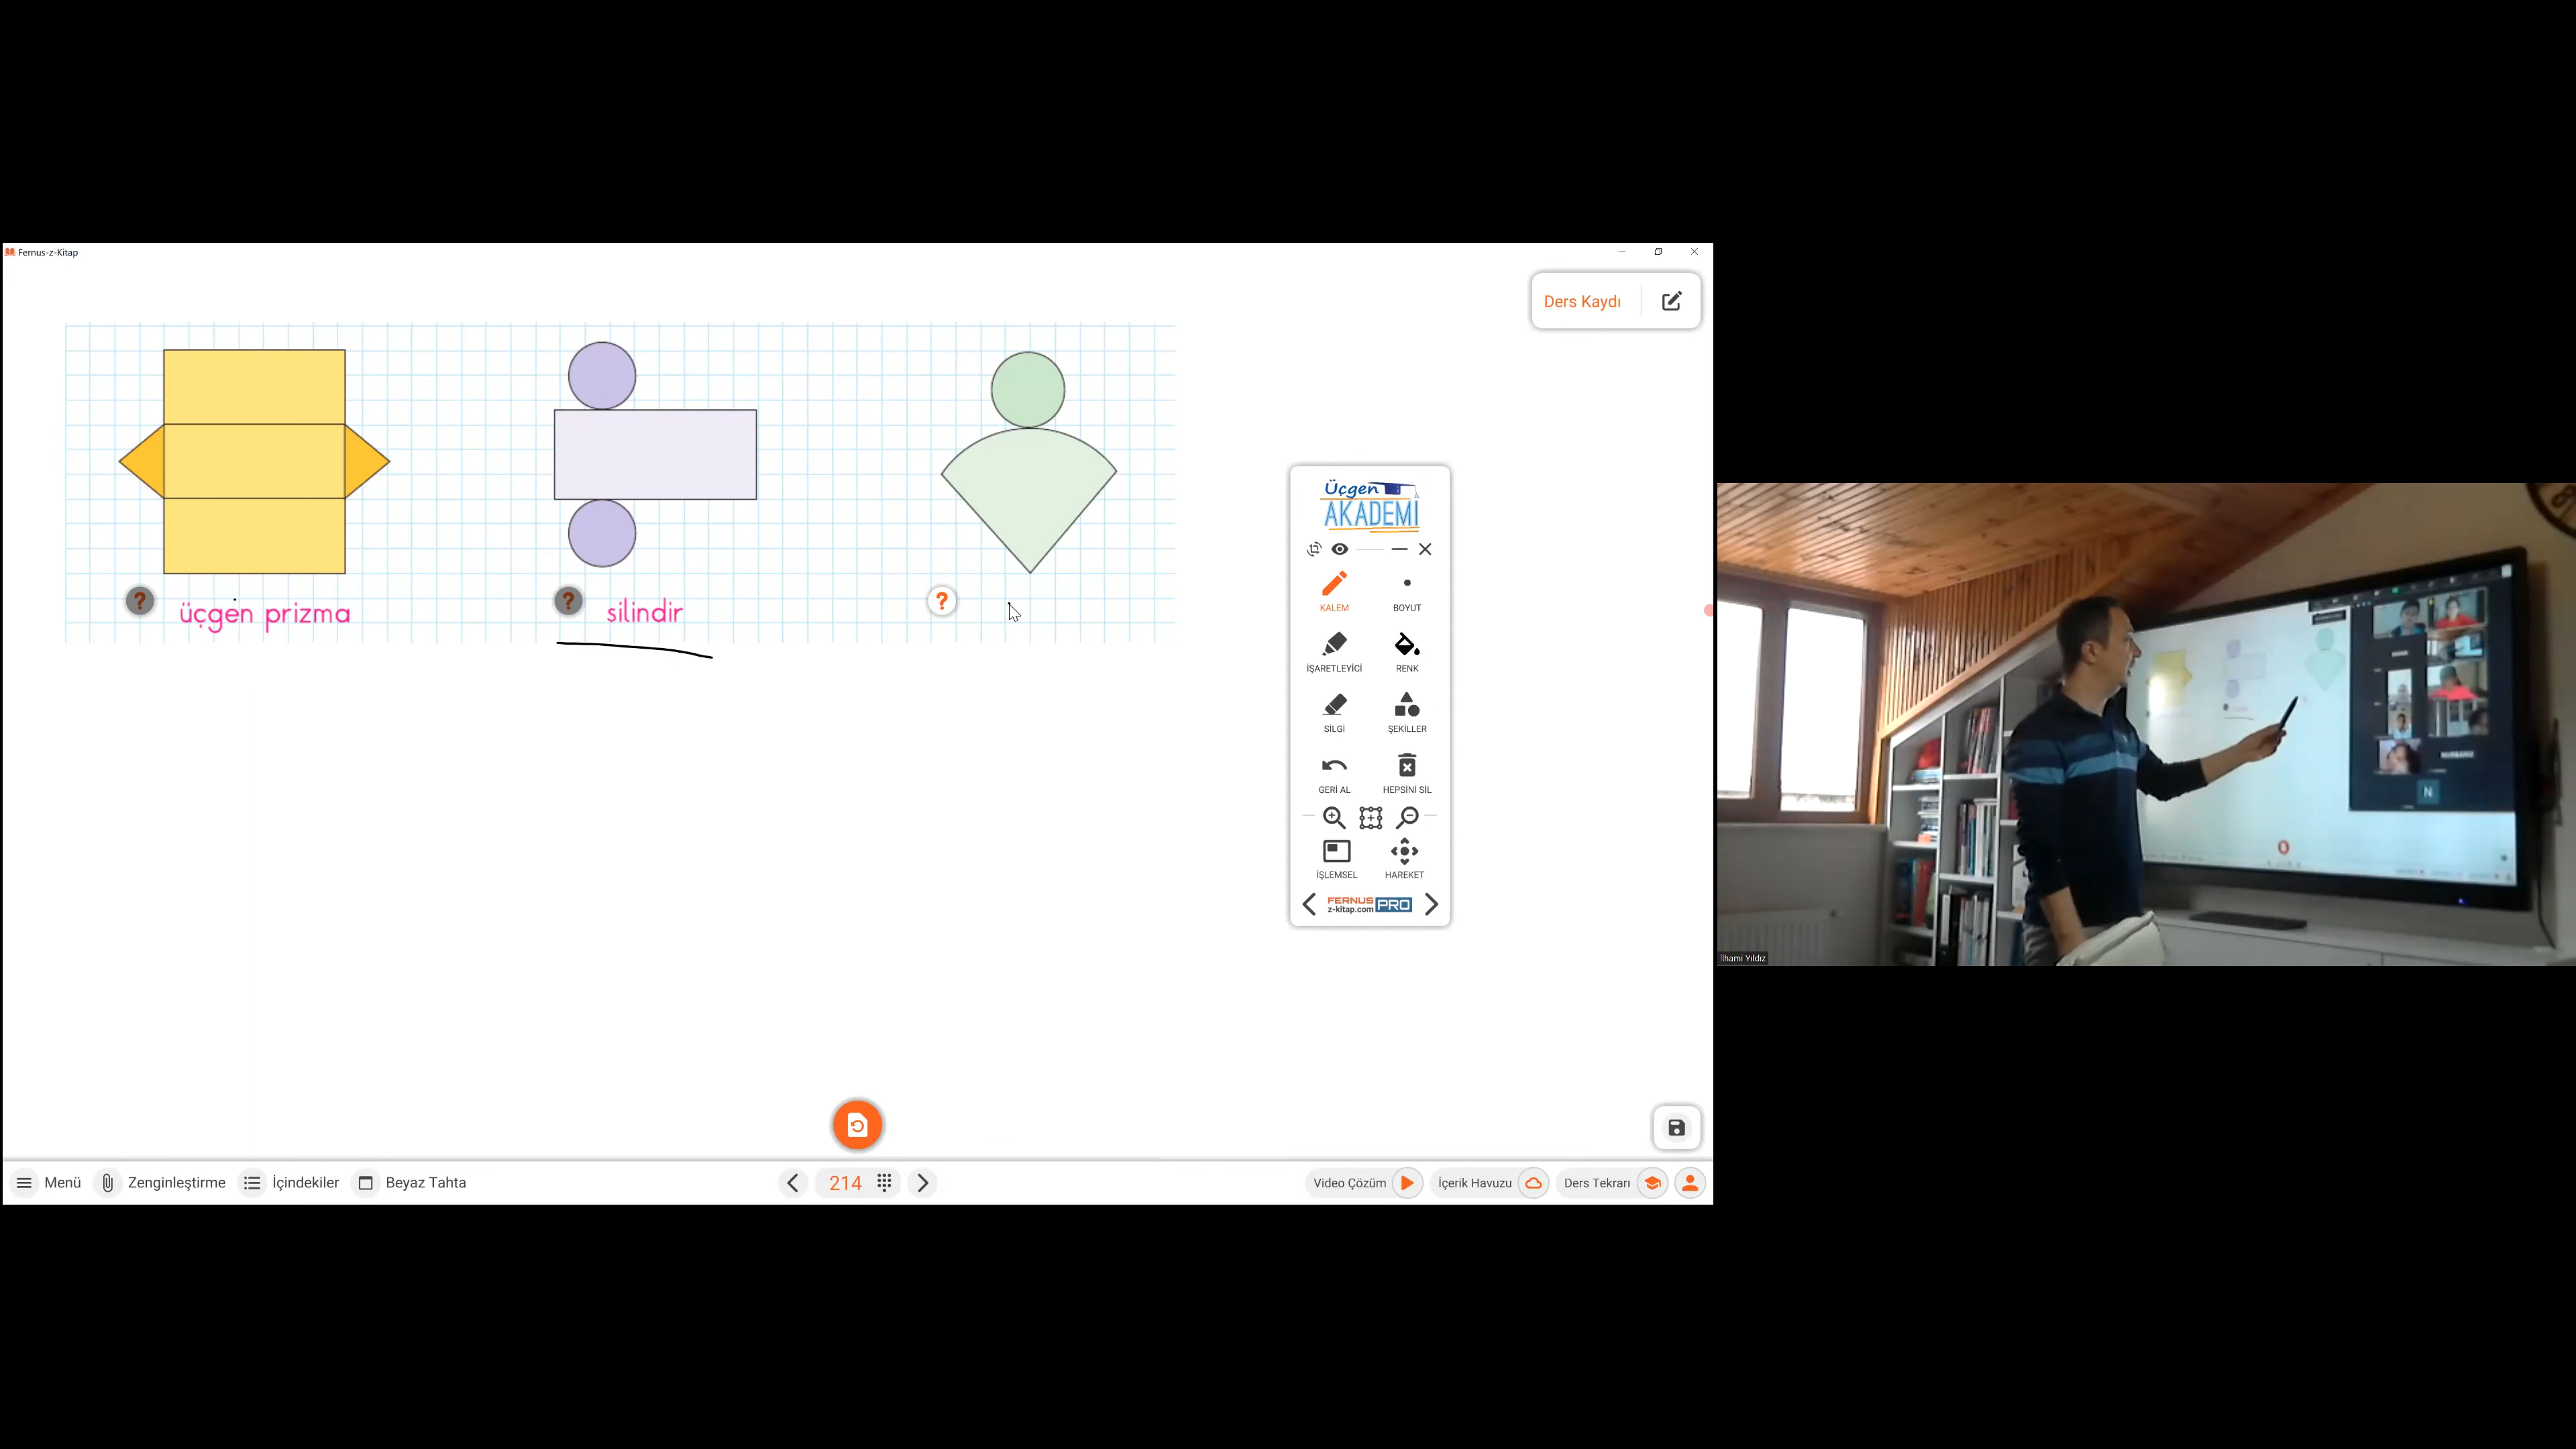 Fernus-z-Kitap
Ders Kaydı
? üçgen prizma
? silindir
?
Üçgen
AKADEMİ
KALEM
BOYUT
İŞARETLEYİCİ
RENK
SİLGİ
ŞEKİLLER
GERİ AL
HEPSİNİ SİL
İŞLEMSEL
HAREKET
FERNUS PRO
z-kitap.com
N
İlhami Yıldız
Menü
Zenginleştirme
İçindekiler
Beyaz Tahta
214
Video Çözüm
İçerik Havuzu
Ders Tekrarı